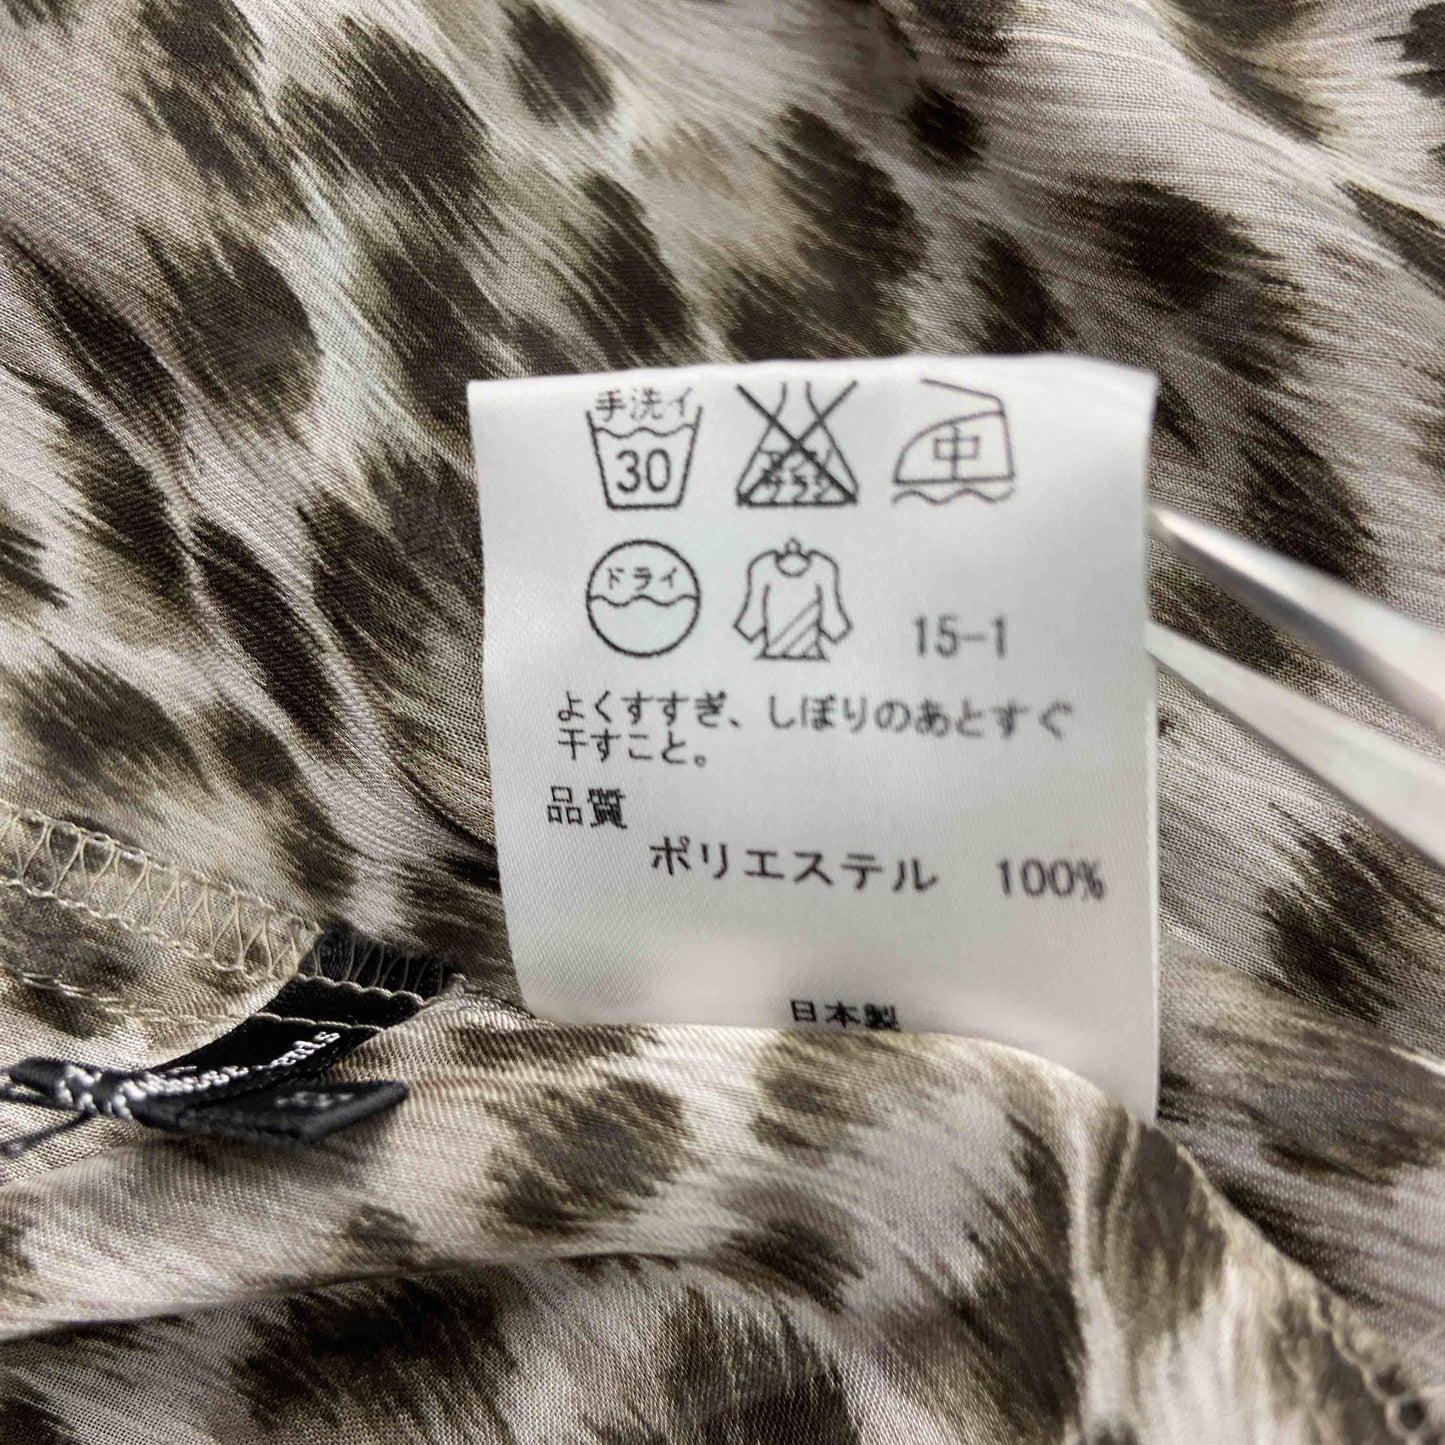 手洗イ
30
中
ドライ
15-1
よくすすぎ、しぼりのあとすぐ
干すこと。
品質
ポリエステル 100%
日本製